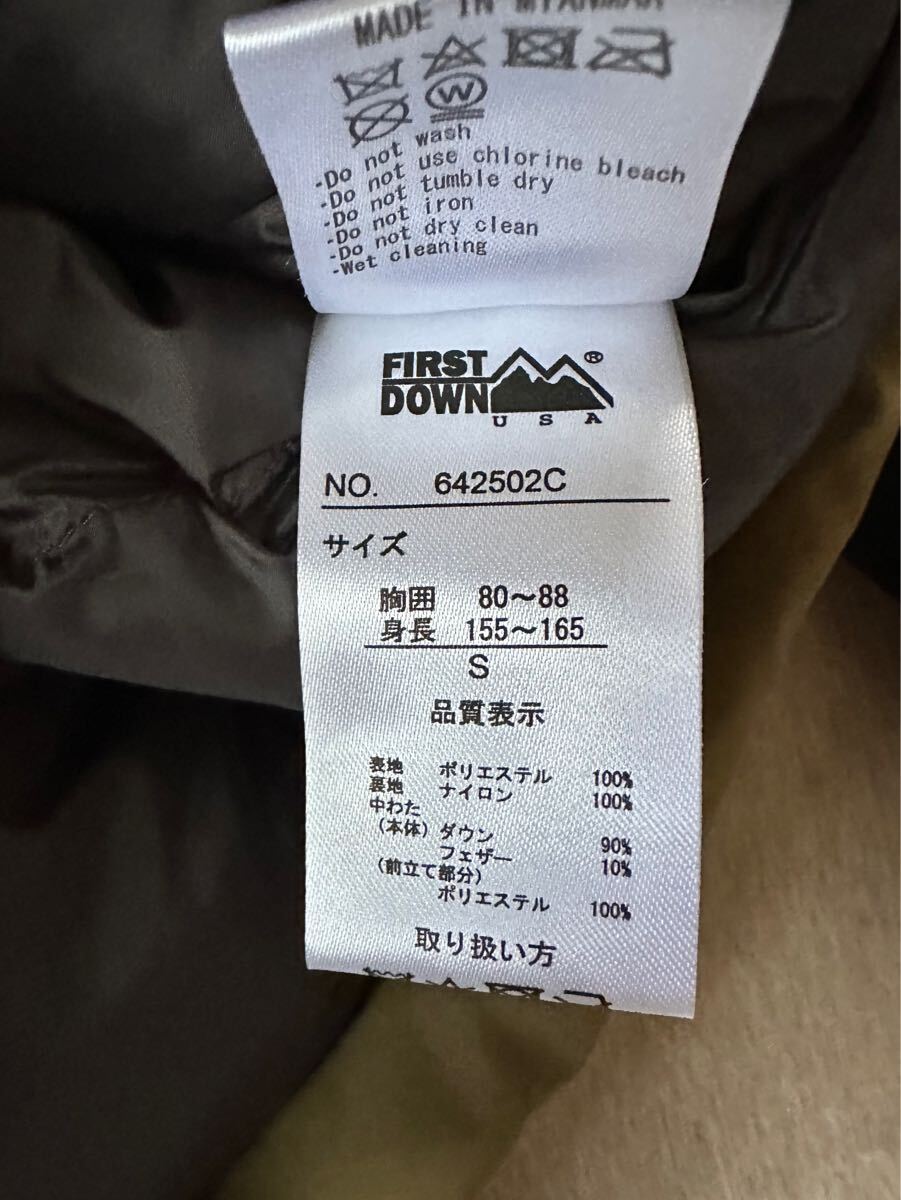 MADE IN MYANMAR
W
-Do not wash
-Do not use chlorine bleach
-Do not tumble dry
-Do not iron
-Do not dry clean
-Wet cleaning
FIRST
DOWN
®
USA
NO. 642502C
サイズ
胸囲 80〜88
身長 155〜165
S
品質表示
表地 ポリエステル 100%
裏地 ナイロン 100%
中わた
(本体) ダウン 90%
フェザー 10%
(前立て部分)
ポリエステル 100%
取り扱い方